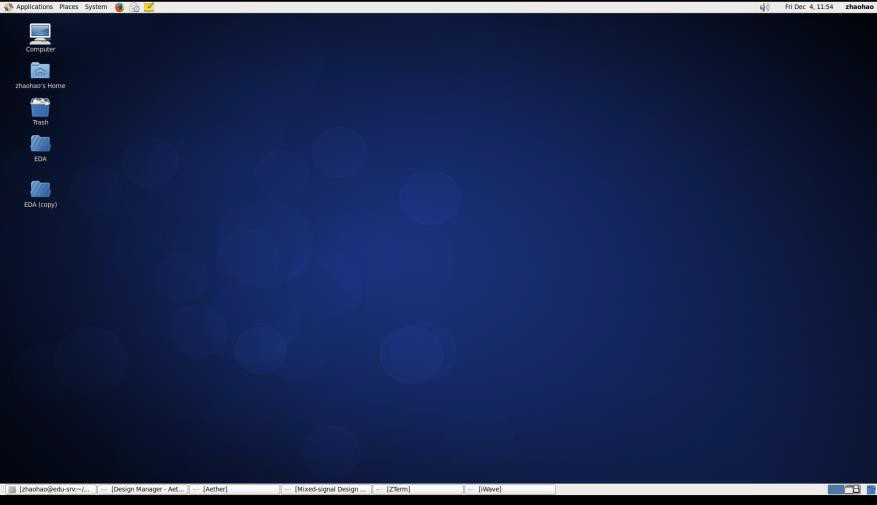 Applications Places System
Fri Dec 4, 11:54 zhaohao
Computer
zhaohao's Home
Trash
EDA
EDA (copy)
[zhaohao@edu-srv:~/... [Design Manager - Aet... [Aether] [Mixed-signal Design ... [ZTerm] [iWave]